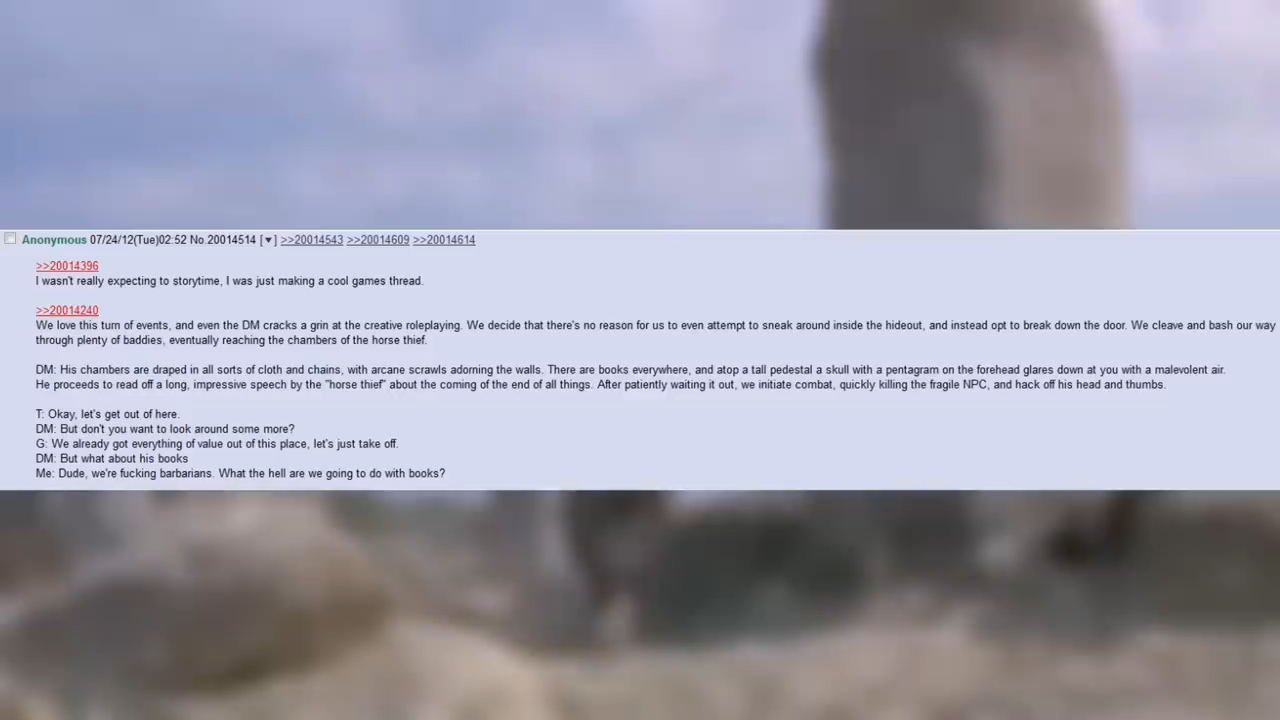 Anonymous 07/24/12(Tue)02:52 No.20014514 [▼] >>20014543 >>20014609 >>20014614
>>20014396
I wasn't really expecting to storytime, I was just making a cool games thread.
>>20014240
We love this turn of events, and even the DM cracks a grin at the creative roleplaying. We decide that there's no reason for us to even attempt to sneak around inside the hideout, and instead opt to break down the door. We cleave and bash our way
through plenty of baddies, eventually reaching the chambers of the horse thief.
DM: His chambers are draped in all sorts of cloth and chains, with arcane scrawls adorning the walls. There are books everywhere, and atop a tall pedestal a skull with a pentagram on the forehead glares down at you with a malevolent air.
He proceeds to read off a long, impressive speech by the "horse thief" about the coming of the end of all things. After patiently waiting it out, we initiate combat, quickly killing the fragile NPC, and hack off his head and thumbs.
T: Okay, let's get out of here.
DM: But don't you want to look around some more?
G: We already got everything of value out of this place, let's just take off.
DM: But what about his books
Me: Dude, we're fucking barbarians. What the hell are we going to do with books?